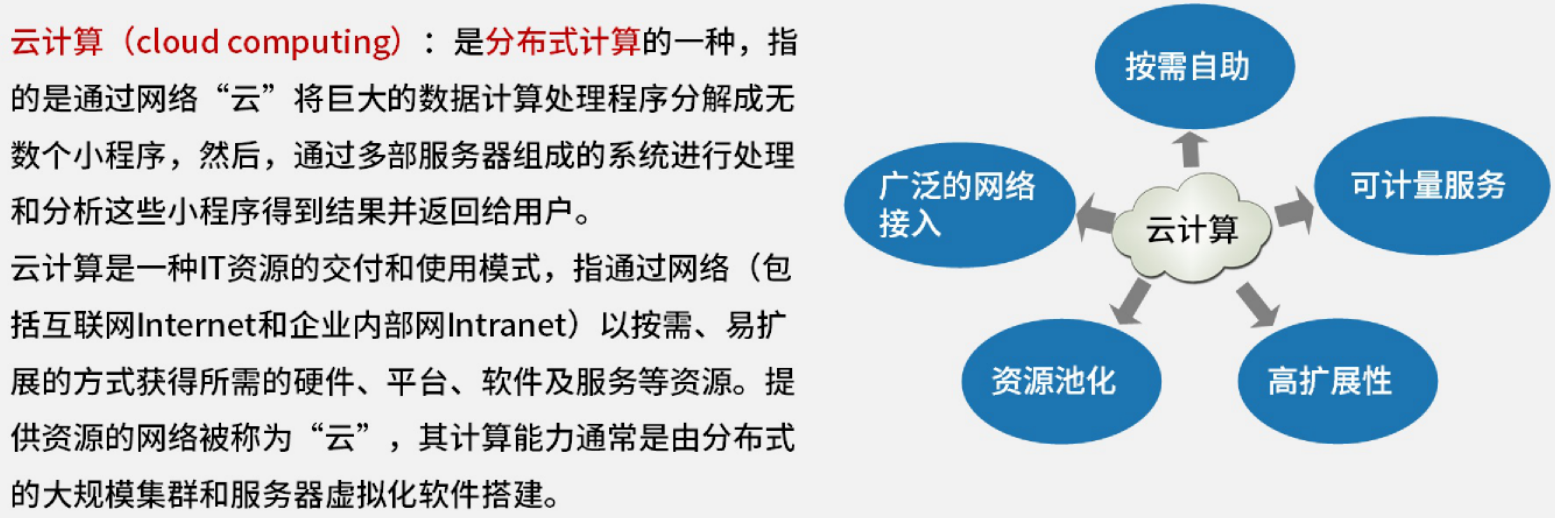 云计算（cloud computing）：是分布式计算的一种，指
的是通过网络“云”将巨大的数据计算处理程序分解成无
数个小程序，然后，通过多部服务器组成的系统进行处理
和分析这些小程序得到结果并返回给用户。
云计算是一种IT资源的交付和使用模式，指通过网络（包
括互联网Internet和企业内部网Intranet）以按需、易扩
展的方式获得所需的硬件、平台、软件及服务等资源。提
供资源的网络被称为“云”，其计算能力通常是由分布式
的大规模集群和服务器虚拟化软件搭建。
按需自助
广泛的网络
接入
可计量服务
云计算
资源池化
高扩展性